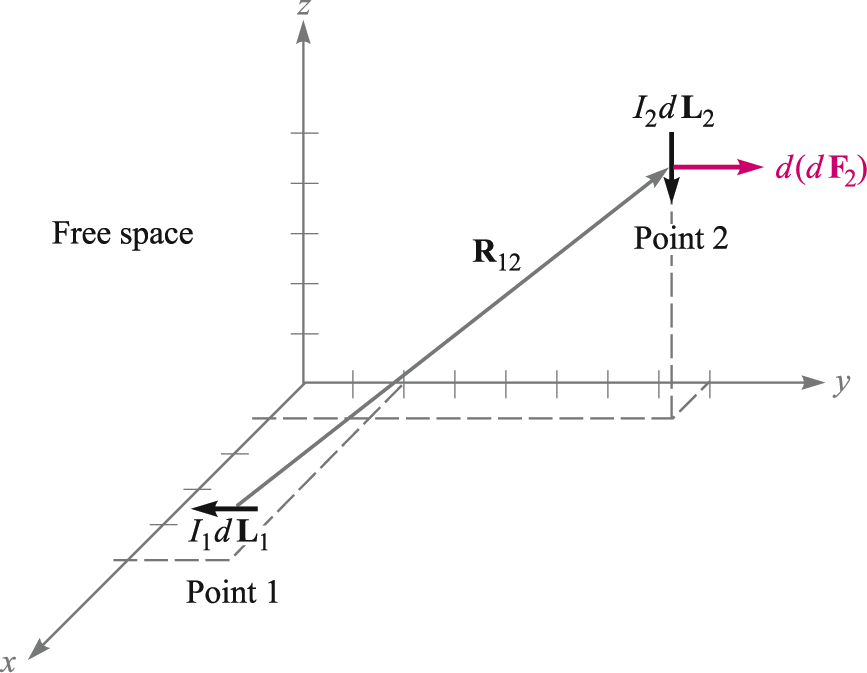 z
I₂dL₂
d(dF₂)
Free space
Point 2
R₁₂
y
I₁dL₁
Point 1
x